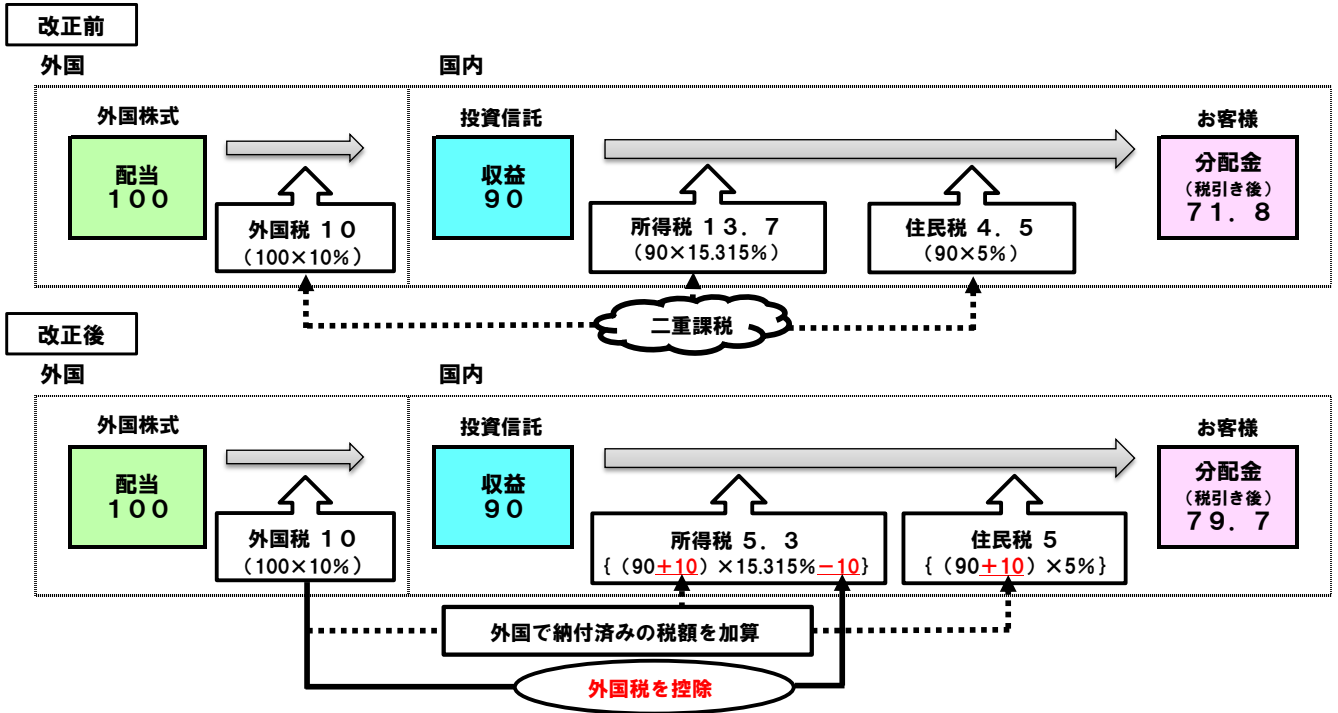 改正前
外国
国内
外国株式
投資信託
お客様
配当
１００
収益
９０
分配金
（税引き後）
７１．８
外国税 １０
（100×10%）
所得税 １３．７
（90×15.315%）
住民税 ４．５
（90×5%）
二重課税
改正後
外国
国内
外国株式
投資信託
お客様
配当
１００
収益
９０
分配金
（税引き後）
７９．７
外国税 １０
（100×10%）
所得税 ５．３
{（90+10）×15.315%－10}
住民税 ５
{（90+10）×5%}
外国で納付済みの税額を加算
外国税を控除